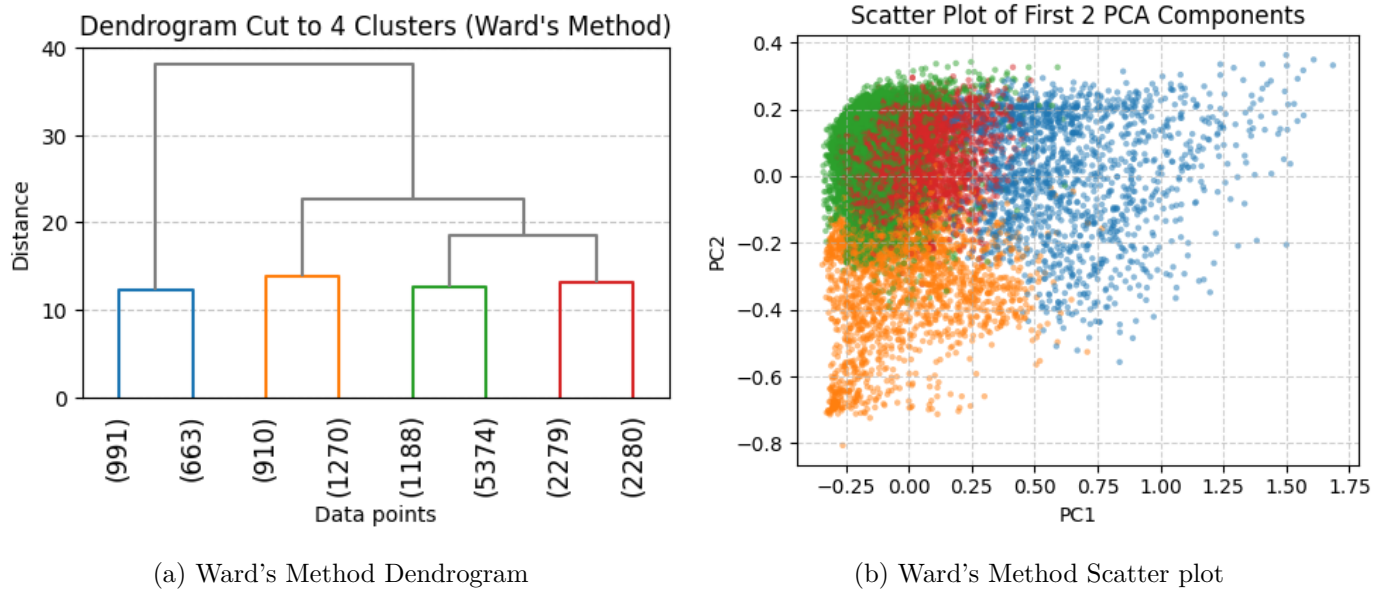 Dendrogram Cut to 4 Clusters (Ward's Method)
40
30
20
10
0
Distance
(991)
(663)
(910)
(1270)
(1188)
(5374)
(2279)
(2280)
Data points
(a) Ward's Method Dendrogram
Scatter Plot of First 2 PCA Components
0.4
0.2
0.0
−0.2
−0.4
−0.6
−0.8
PC2
−0.25 0.00 0.25 0.50 0.75 1.00 1.25 1.50 1.75
PC1
(b) Ward's Method Scatter plot